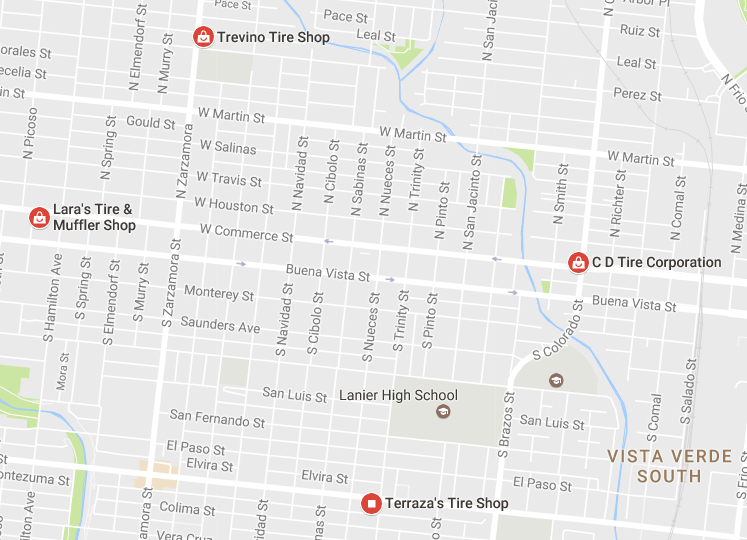 Pace St
Pace St
Arbor Pl
Trevino Tire Shop
Leal St
Ruiz St
N San Jacinto St
N Elmendorf St
N Murry St
Leal St
N Frio St
Perez St
W Martin St
Gould St
W Martin St
N Picoso
N Spring St
N Zarzamora
W Salinas
W Martin St
W Travis St
N Navidad St
N Cibolo St
N Sabinas St
N Nueces St
N Trinity St
N Pinto St
N San Jacinto St
N Smith St
N Richter St
N Comal St
N Medina St
W Houston St
Lara's Tire &
Muffler Shop
W Commerce St
C D Tire Corporation
Buena Vista St
Buena Vista St
S Hamilton Ave
S Spring St
S Elmendorf St
S Murry St
S Zarzamora St
Monterey St
Saunders Ave
S Navidad St
S Cibolo St
S Nueces St
S Trinity St
S Pinto St
S Colorado St
Mora St
San Luis St
Lanier High School
S Brazos St
San Luis St
S Comal
S Salado St
San Fernando St
El Paso St
Elvira St
VISTA VERDE
SOUTH
Elvira St
El Paso St
Terraza's Tire Shop
Colima St
Vera Cruz